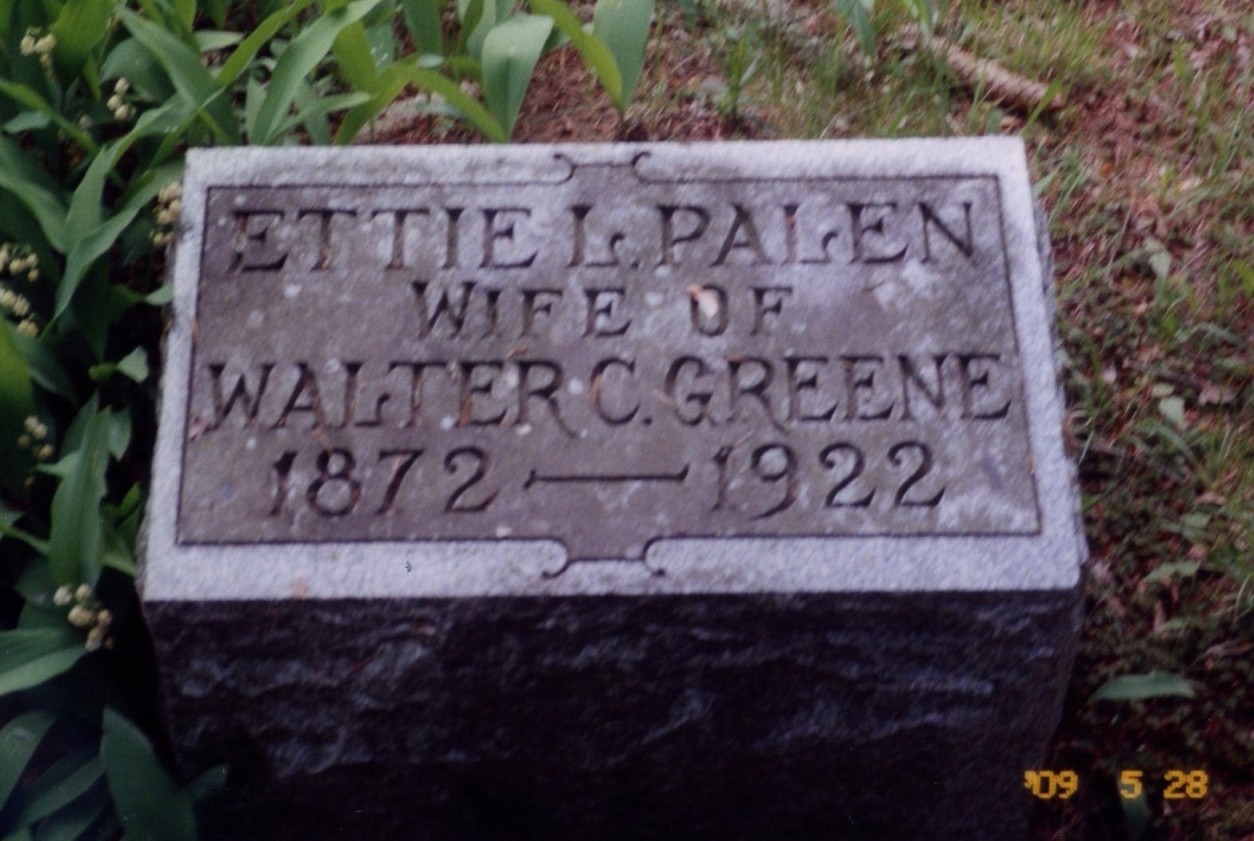 ETTIE L. PALEN
WIFE OF
WALTER C. GREENE
1872 — 1922
'09 5 28